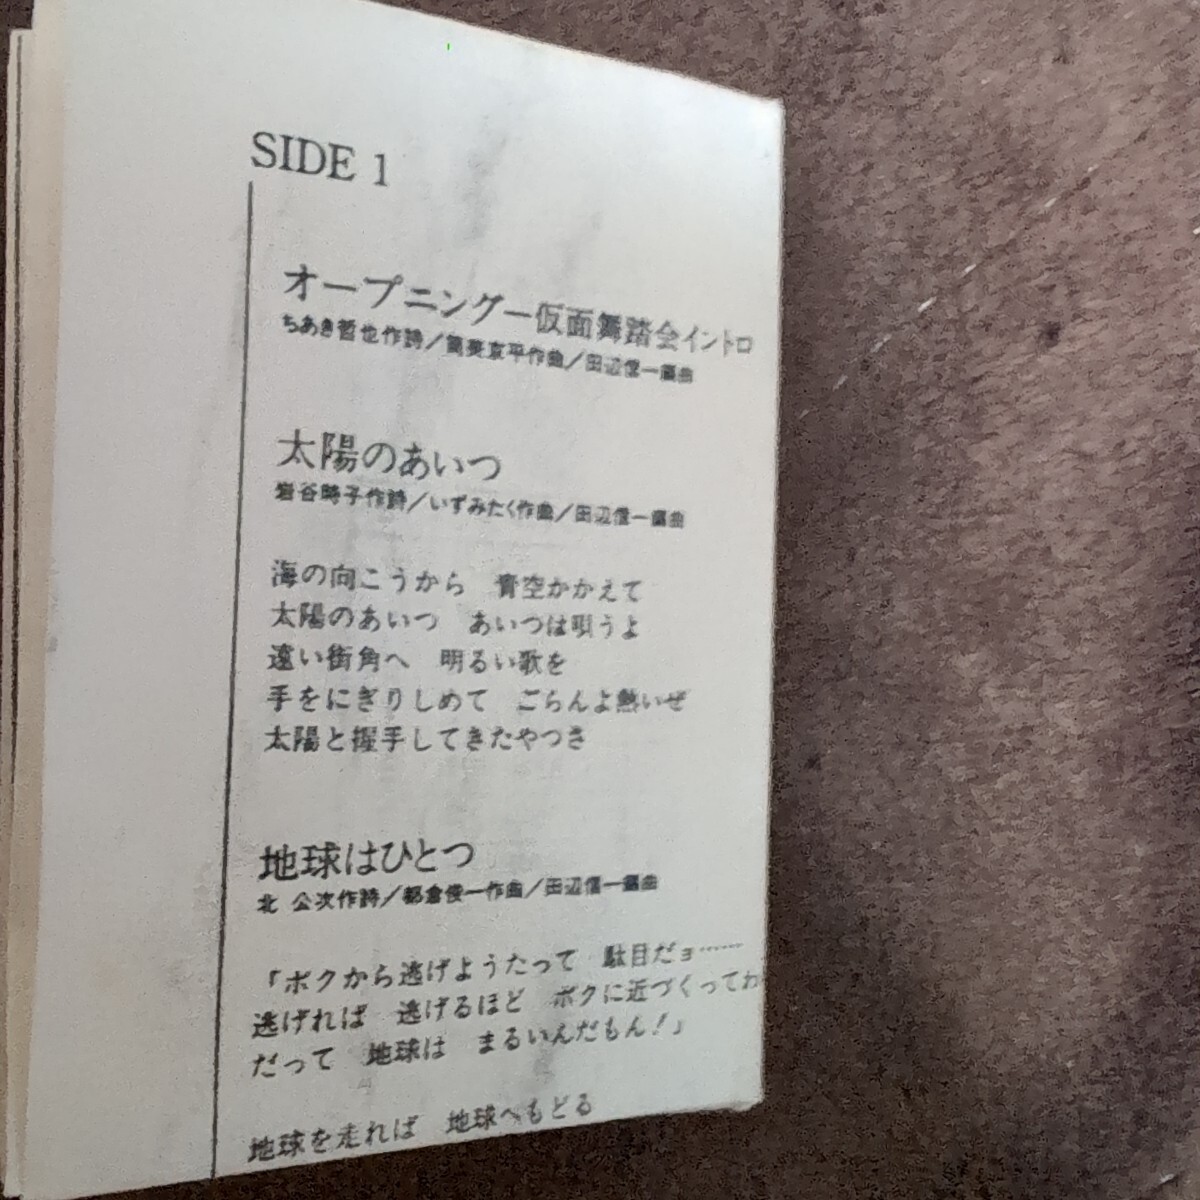 SIDE 1
オープニング―仮面舞踏会イントロ
ちあき哲也作詩／筒美京平作曲／田辺信一編曲
太陽のあいつ
岩谷時子作詩／いずみたく作曲／田辺信一編曲
海の向こうから　青空かかえて
太陽のあいつ　あいつは唄うよ
遠い街角へ　明るい歌を
手をにぎりしめて　ごらんよ熱いぜ
太陽と握手してきたやつさ
地球はひとつ
北 公次作詩／都倉俊一作曲／田辺信一編曲
「ボクから逃げようたって　駄目だョ……
逃げれば　逃げるほど　ボクに近づくってわ
だって　地球は　まるいんだもん！」
地球を走れば　地球へもどる